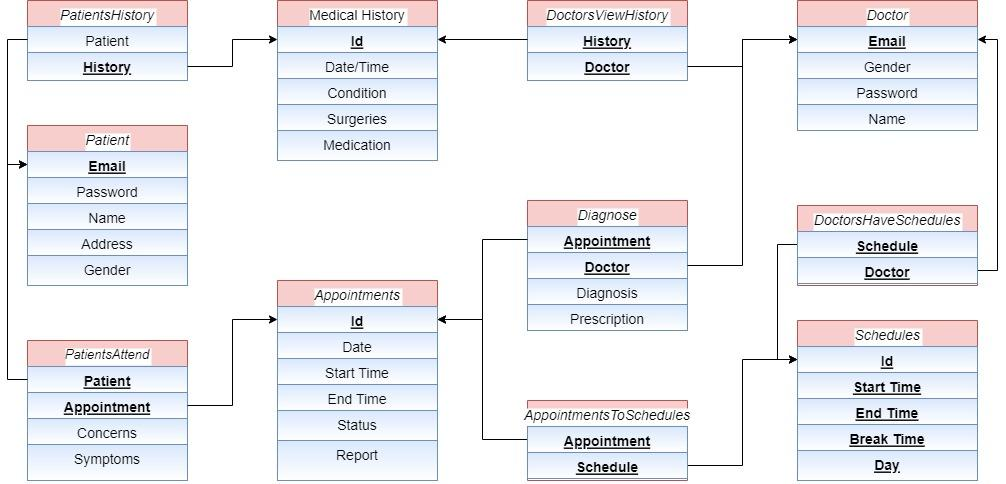 PatientsHistory
Patient
History
Medical History
Id
Date/Time
Condition
Surgeries
Medication
DoctorsViewHistory
History
Doctor
Doctor
Email
Gender
Password
Name
Patient
Email
Password
Name
Address
Gender
Diagnose
Appointment
Doctor
Diagnosis
Prescription
DoctorsHaveSchedules
Schedule
Doctor
PatientsAttend
Patient
Appointment
Concerns
Symptoms
Appointments
Id
Date
Start Time
End Time
Status
Report
AppointmentsToSchedules
Appointment
Schedule
Schedules
Id
Start Time
End Time
Break Time
Day